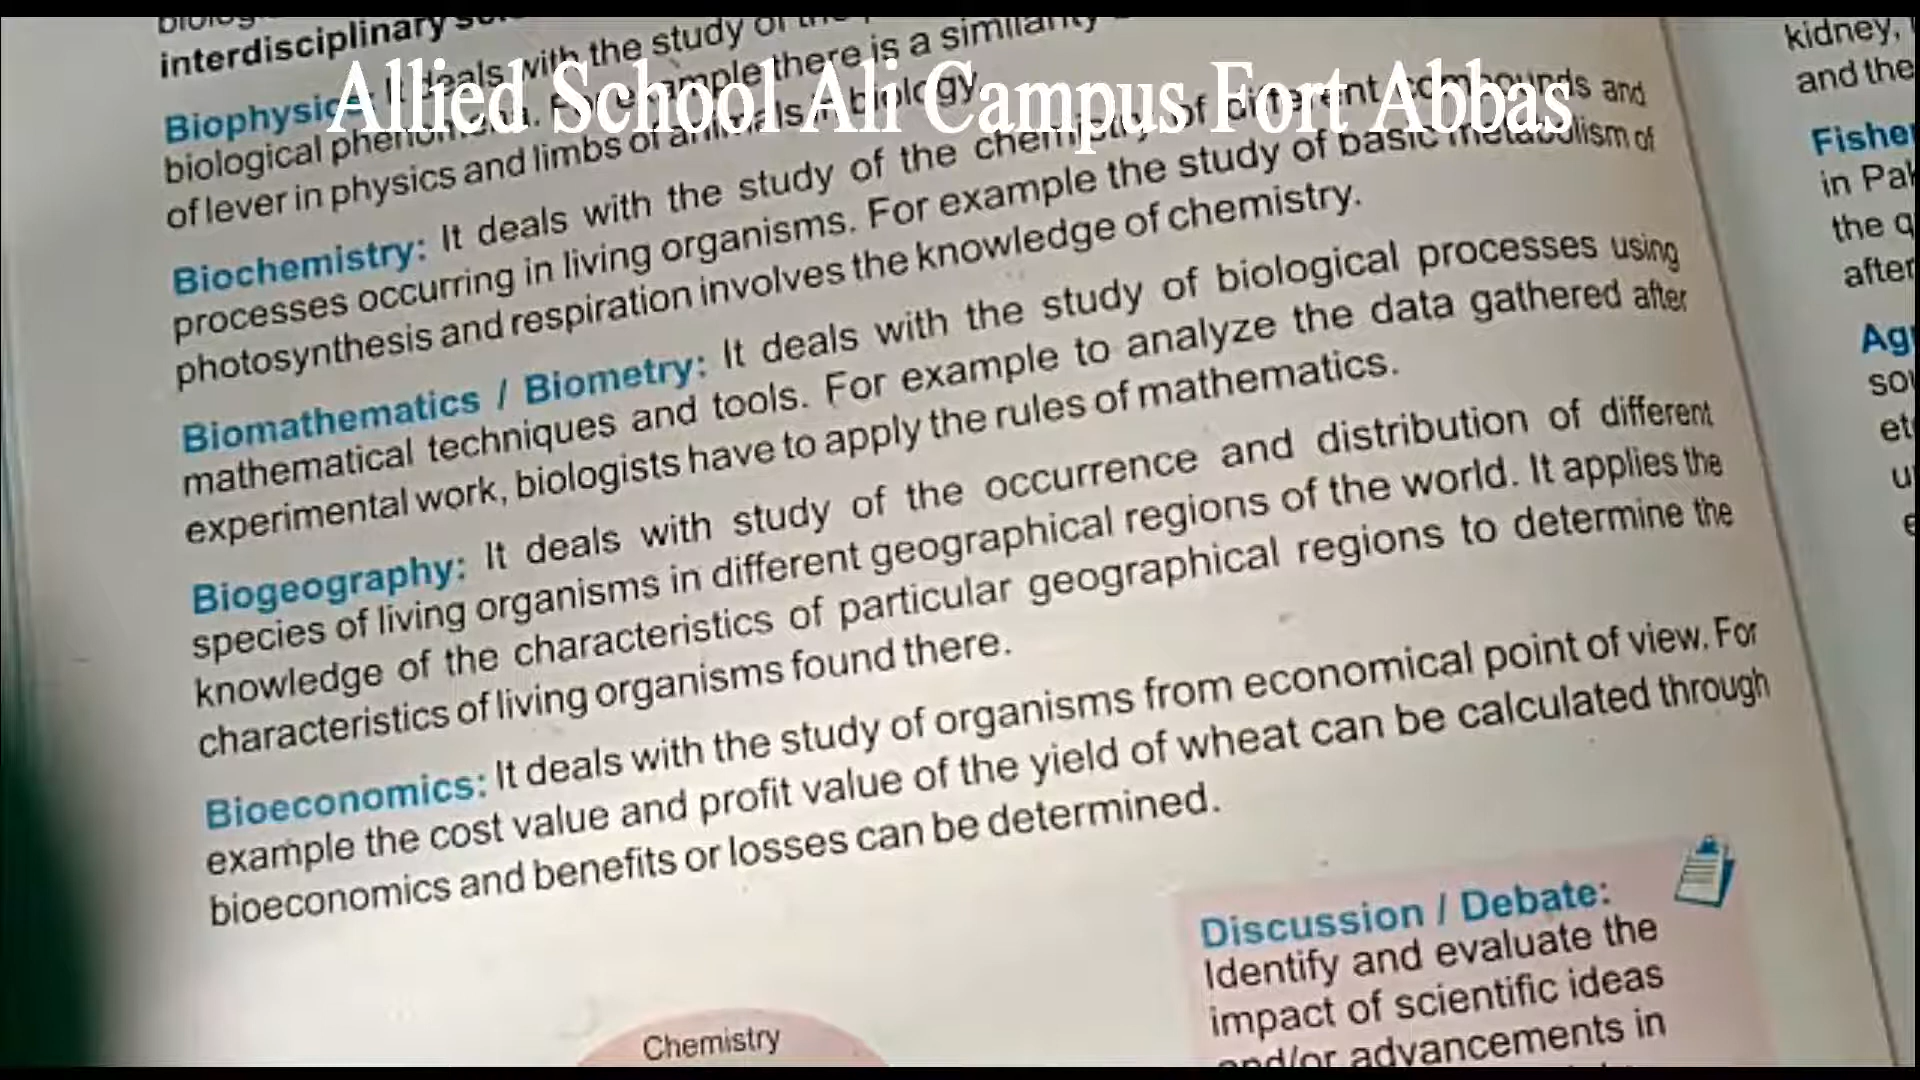 interdisciplinary
Allied School Ali Campus Fort Abbas
Biophysics: It deals with the study of the
biological phenomena. For example there is a similarity
of lever in physics and limbs of animals in biology.
Biochemistry: It deals with the study of the chemistry of different compounds and
processes occurring in living organisms. For example the study of basic metabolism of
photosynthesis and respiration involves the knowledge of chemistry.
Biomathematics / Biometry: It deals with the study of biological processes using
mathematical techniques and tools. For example to analyze the data gathered after
experimental work, biologists have to apply the rules of mathematics.
Biogeography: It deals with study of the occurrence and distribution of different
species of living organisms in different geographical regions of the world. It applies the
knowledge of the characteristics of particular geographical regions to determine the
characteristics of living organisms found there.
Bioeconomics: It deals with the study of organisms from economical point of view. For
example the cost value and profit value of the yield of wheat can be calculated through
bioeconomics and benefits or losses can be determined.
Chemistry
Discussion / Debate:
Identify and evaluate the
impact of scientific ideas
and/or advancements in
kidney,
and the
in
the
after